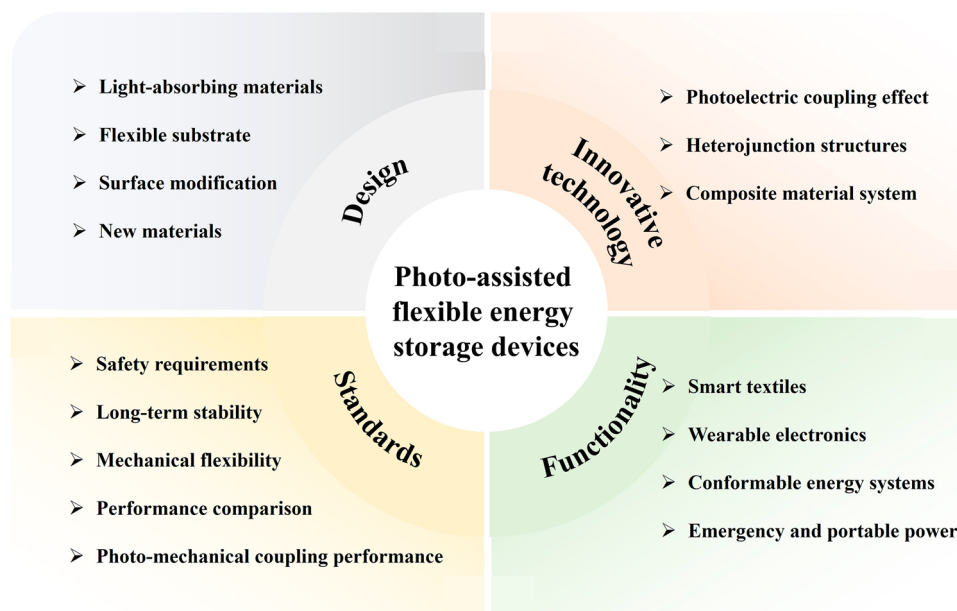 Light-absorbing materials
Flexible substrate
Surface modification
New materials
Design
Photoelectric coupling effect
Heterojunction structures
Composite material system
Innovative
technology
Photo-assisted
flexible energy
storage devices
Safety requirements
Long-term stability
Mechanical flexibility
Performance comparison
Photo-mechanical coupling performance
Standards
Smart textiles
Wearable electronics
Conformable energy systems
Emergency and portable power
Functionality